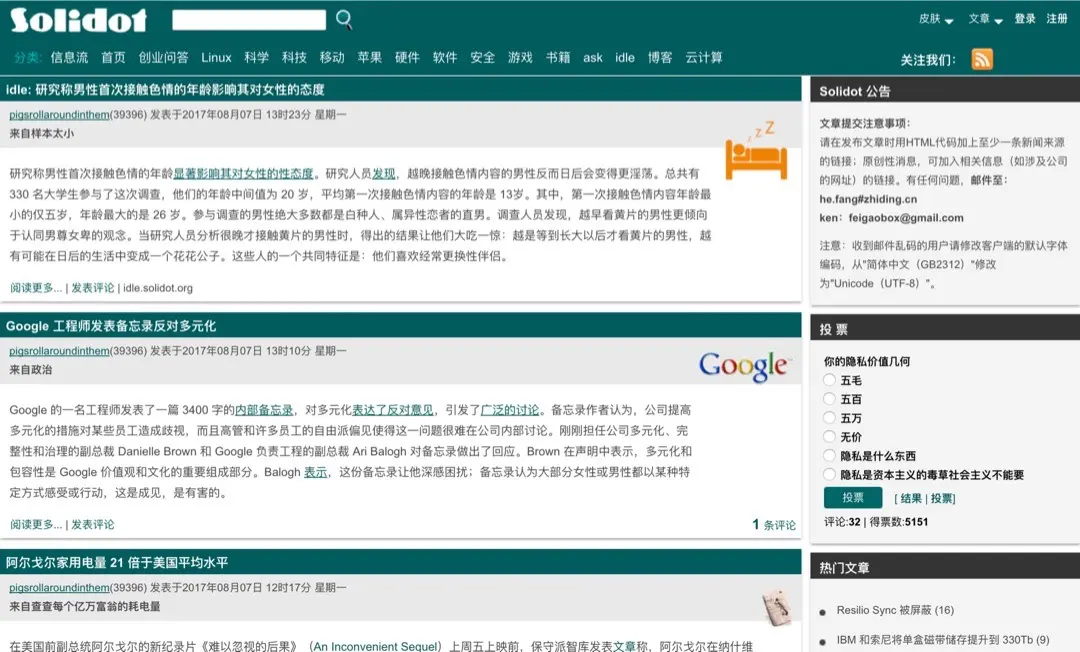 Solidot
皮肤 文章 登录 注册
分类: 信息流 首页 创业问答 Linux 科学 科技 移动 苹果 硬件 软件 安全 游戏 书籍 ask idle 博客 云计算
关注我们:
idle: 研究称男性首次接触色情的年龄影响其对女性的态度
pigsrollaroundinthem(39396) 发表于2017年08月07日 13时23分 星期一
来自样本太小
Z Z Z
研究称男性首次接触色情的年龄显著影响其对女性的性态度。研究人员发现，越晚接触色情内容的男性反而日后会变得更淫荡。总共有
330 名大学生参与了这次调查，他们的年龄中间值为 20 岁，平均第一次接触色情内容的年龄是 13岁。其中，第一次接触色情内容年龄最
小的仅五岁，年龄最大的是 26 岁。参与调查的男性绝大多数都是白种人、属异性恋者的直男。调查人员发现，越早看黄片的男性更倾向
于认同男尊女卑的观念。当研究人员分析很晚才接触黄片的男性时，得出的结果让他们大吃一惊：越是等到长大以后才看黄片的男性，越
有可能在日后的生活中变成一个花花公子。这些人的一个共同特征是：他们喜欢经常更换性伴侣。
阅读更多... | 发表评论 | idle.solidot.org
Google 工程师发表备忘录反对多元化
pigsrollaroundinthem(39396) 发表于2017年08月07日 13时10分 星期一
来自政治
Google
Google 的一名工程师发表了一篇 3400 字的内部备忘录，对多元化表达了反对意见，引发了广泛的讨论。备忘录作者认为，公司提高
多元化的措施对某些员工造成歧视，而且高管和许多员工的自由派偏见使得这一问题很难在公司内部讨论。刚刚担任公司多元化、完
整性和治理的副总裁 Danielle Brown 和 Google 负责工程的副总裁 Ari Balogh 对备忘录做出了回应。Brown 在声明中表示，多元化和
包容性是 Google 价值观和文化的重要组成部分。Balogh 表示，这份备忘录让他深感困扰；备忘录认为大部分女性或男性都以某种特
定方式感受或行动，这是成见，是有害的。
阅读更多... | 发表评论
1 条评论
阿尔戈尔家用电量 21 倍于美国平均水平
pigsrollaroundinthem(39396) 发表于2017年08月07日 12时17分 星期一
来自查查每个亿万富翁的耗电量
在美国前副总统阿尔戈尔的新纪录片《难以忽视的后果》（An Inconvenient Sequel）上周五上映前，保守派智库发表文章称，阿尔戈尔在纳什维
Solidot 公告
文章提交注意事项：
请在发布文章时用HTML代码加上至少一条新闻来源
的链接；原创性消息，可加入相关信息（如涉及公司
的网址）的链接。有任何问题，邮件至：
he.fang#zhiding.cn
ken：feigaobox@gmail.com
注意：收到邮件乱码的用户请修改客户端的默认字体
编码，从"简体中文（GB2312）"修改
为"Unicode（UTF-8）"。
投 票
你的隐私价值几何
五毛
五百
五万
无价
隐私是什么东西
隐私是资本主义的毒草社会主义不能要
投票 [ 结果 | 投票]
评论:32 | 得票数:5151
热门文章
Resilio Sync 被屏蔽 (16)
IBM 和索尼将单盒磁带储存提升到 330Tb (9)